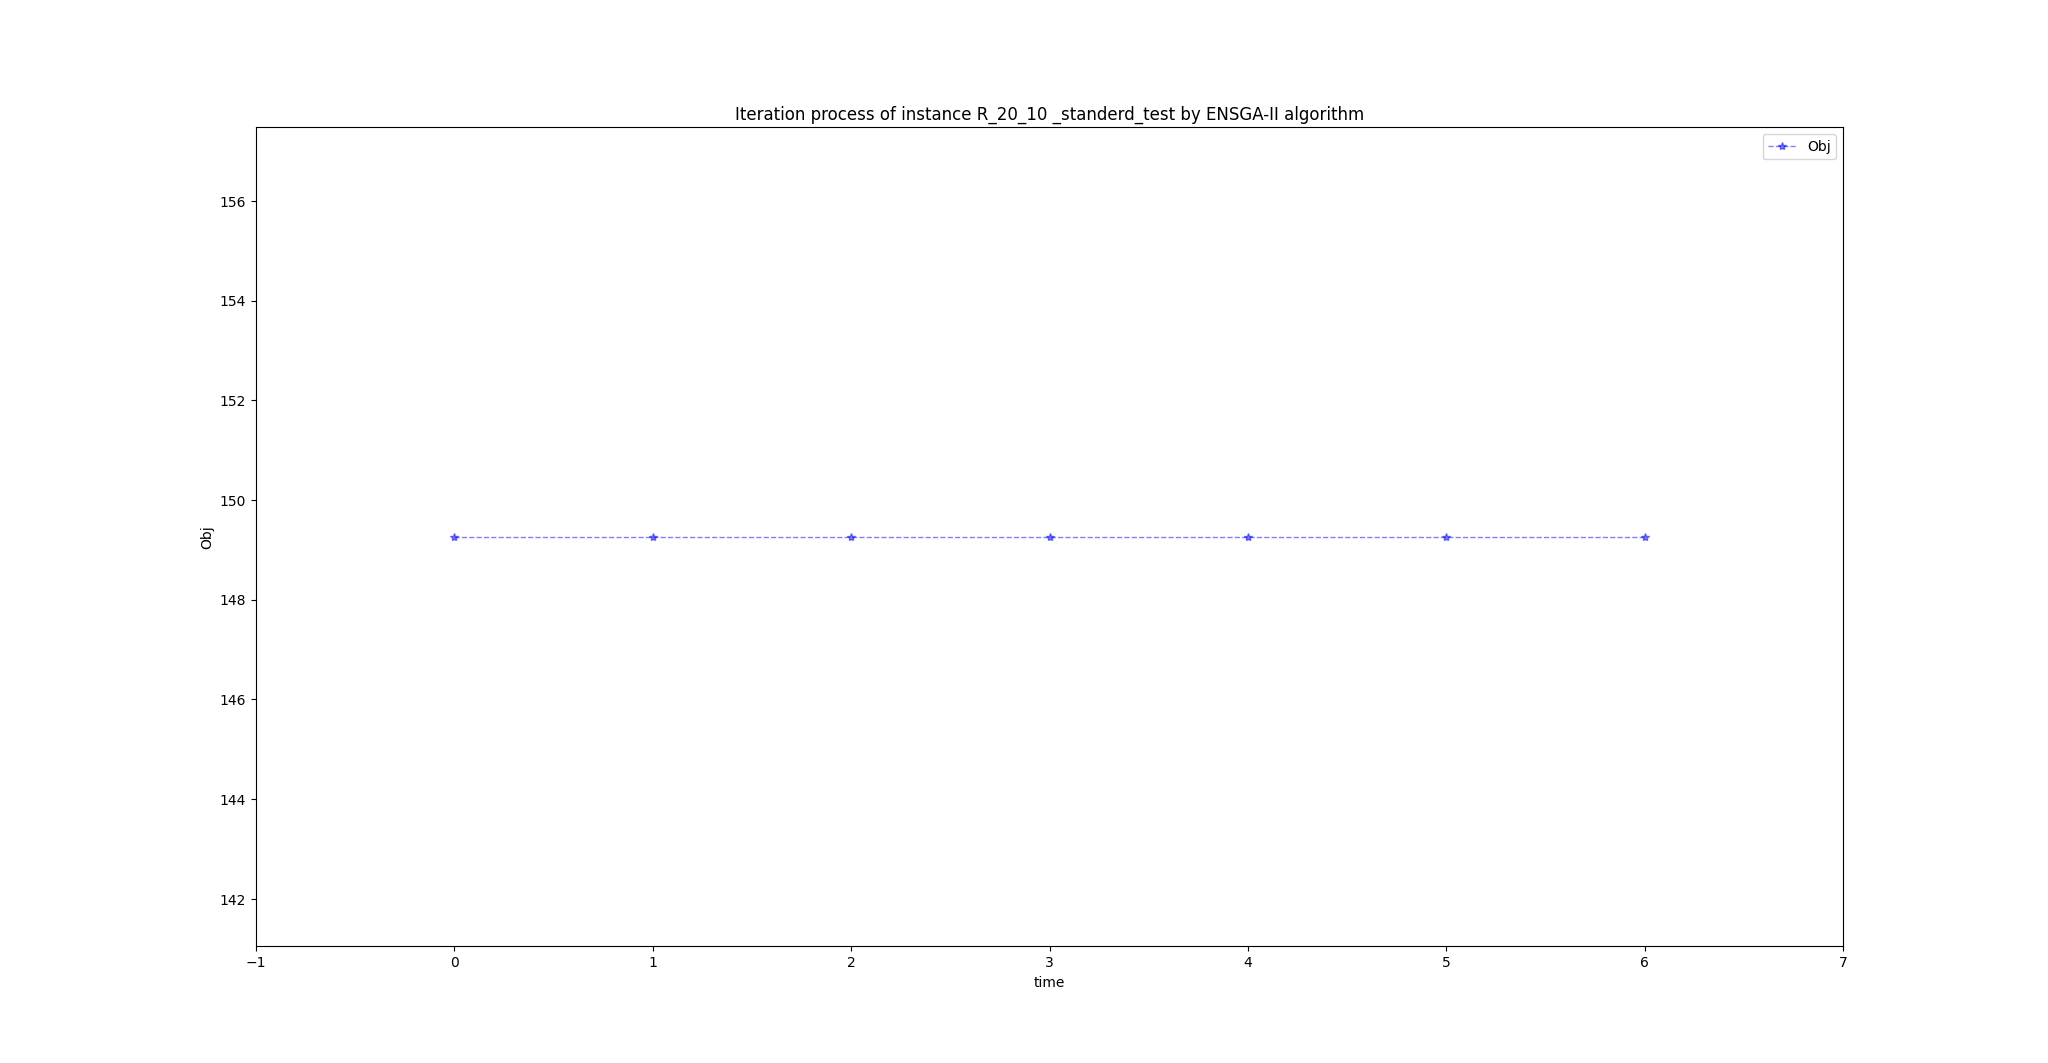 Iteration process of instance R_20_10 _standerd_test by ENSGA-II algorithm
Obj
156
154
152
150
148
146
144
142
Obj
−1 0 1 2 3 4 5 6 7
time